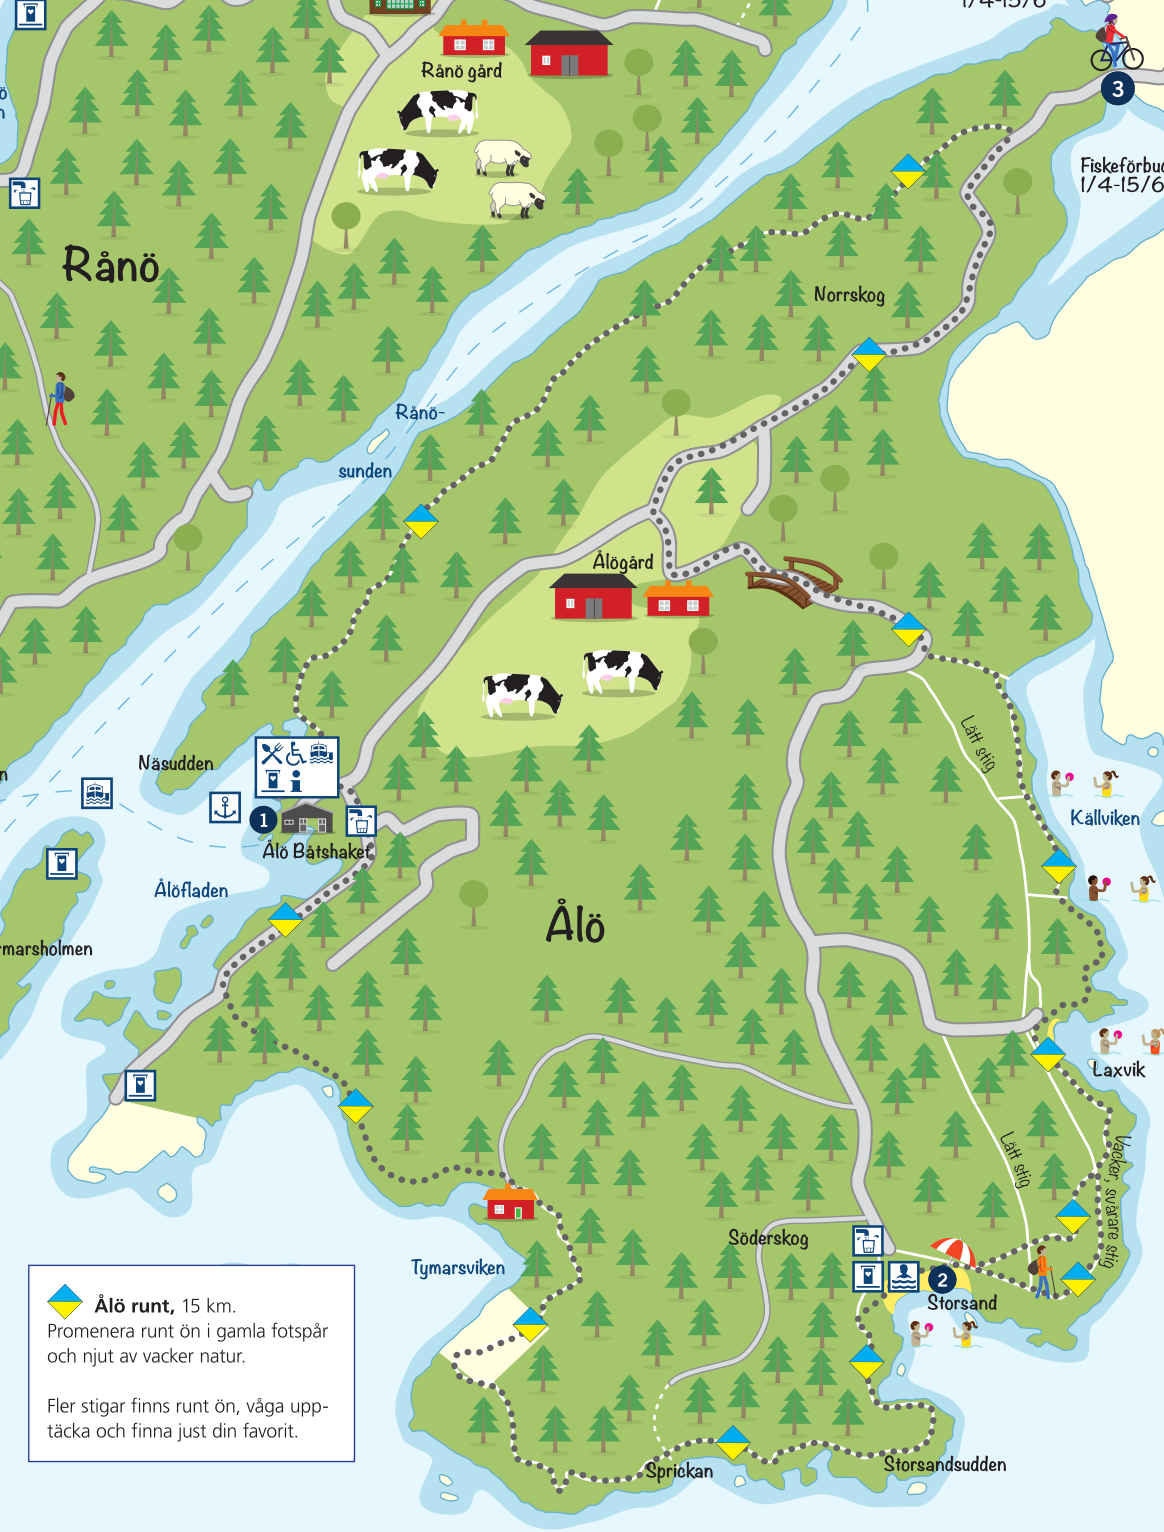 1/4-15/6
Rånö gård
3
Fiskeförbud
1/4-15/6
Rånö
Norrskog
Rånö-
sunden
Ålögård
Lätt stig
Näsudden
1
Källviken
Ålö Båtshaket
Ålöfladen
Ålö
marsholmen
Laxvik
Vacker, svårare stig
Lätt stig
Söderskog
Tymarsviken
2
Storsand
Ålö runt, 15 km.
Promenera runt ön i gamla fotspår
och njut av vacker natur.
Fler stigar finns runt ön, våga upp-
täcka och finna just din favorit.
Sprickan
Storsandsudden